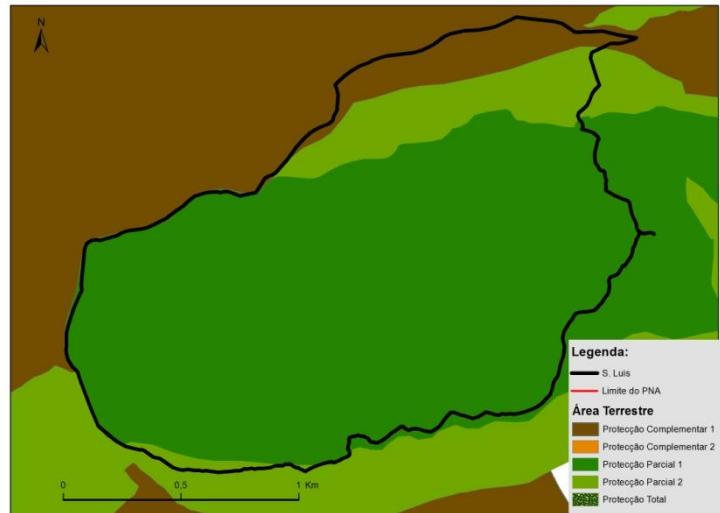 N
Legenda:
S. Luis
Limite do PNA
Área Terrestre
Protecção Complementar 1
Protecção Complementar 2
Protecção Parcial 1
Protecção Parcial 2
Protecção Total
0 0,5 1 Km